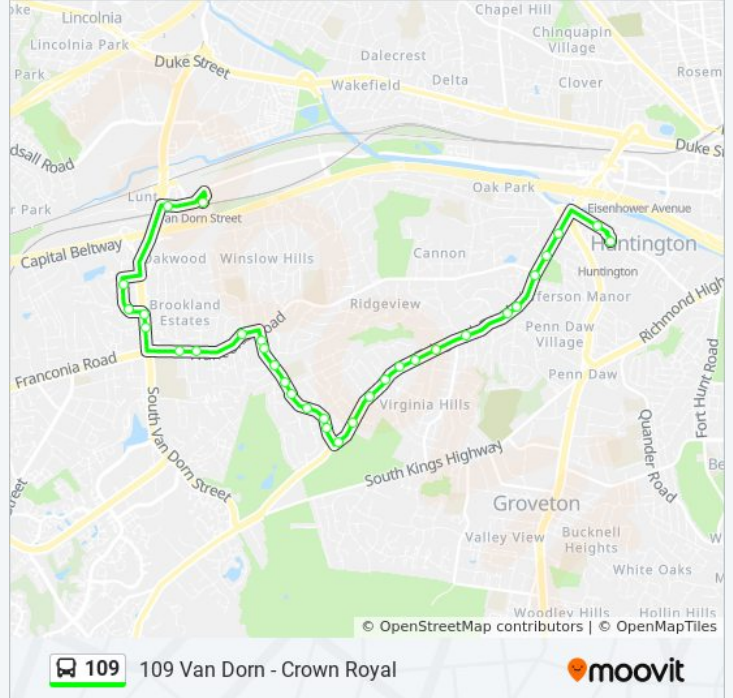 oke
Lincolnia
Chapel Hill
Chinquapin
Village
Lincolnia Park
Duke Street
Dalecrest
Park
Wakefield
Delta
Clover
Rosem
dsall Road
Duke St
Oak Park
Lunt
r Park
Van Dorn Street
Eisenhower Avenue
Capital Beltway
Huntington
Cannon
Oakwood
Winslow Hills
Huntington
Brookland
Estates
Ridgeview
fferson Manor
Richmond High
Penn Daw
Village
Franconia Road
Penn Daw
Fort Hunt Road
Virginia Hills
South Van Dorn Street
Quander Road
South Kings Highway
Be
reet
Groveton
Valley View
Bucknell
Heights
W
White Oaks
M
Woodley Hills
Hollin Hills
© OpenStreetMap contributors | © OpenMapTiles
109
109 Van Dorn - Crown Royal
moovit